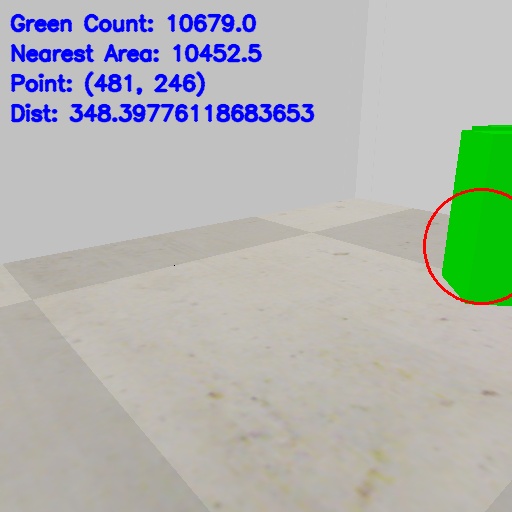 Green Count: 10679.0
Nearest Area: 10452.5
Point: (481, 246)
Dist: 348.39776118683653